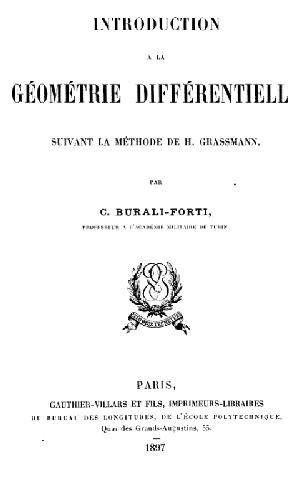 INTRODUCTION
A LA
GÉOMÉTRIE DIFFÉRENTIELL
SUIVANT LA MÉTHODE DE H. GRASSMANN,
PAR
C. BURALI-FORTI,
PROFESSEUR A L'ACADÉMIE MILITAIRE DE TURIN
PARIS,
GAUTHIER-VILLARS ET FILS, IMPRIMEURS-LIBRAIRES
DU BUREAU DES LONGITUDES, DE L'ÉCOLE POLYTECHNIQUE,
Quai des Grands-Augustins, 55.
1897